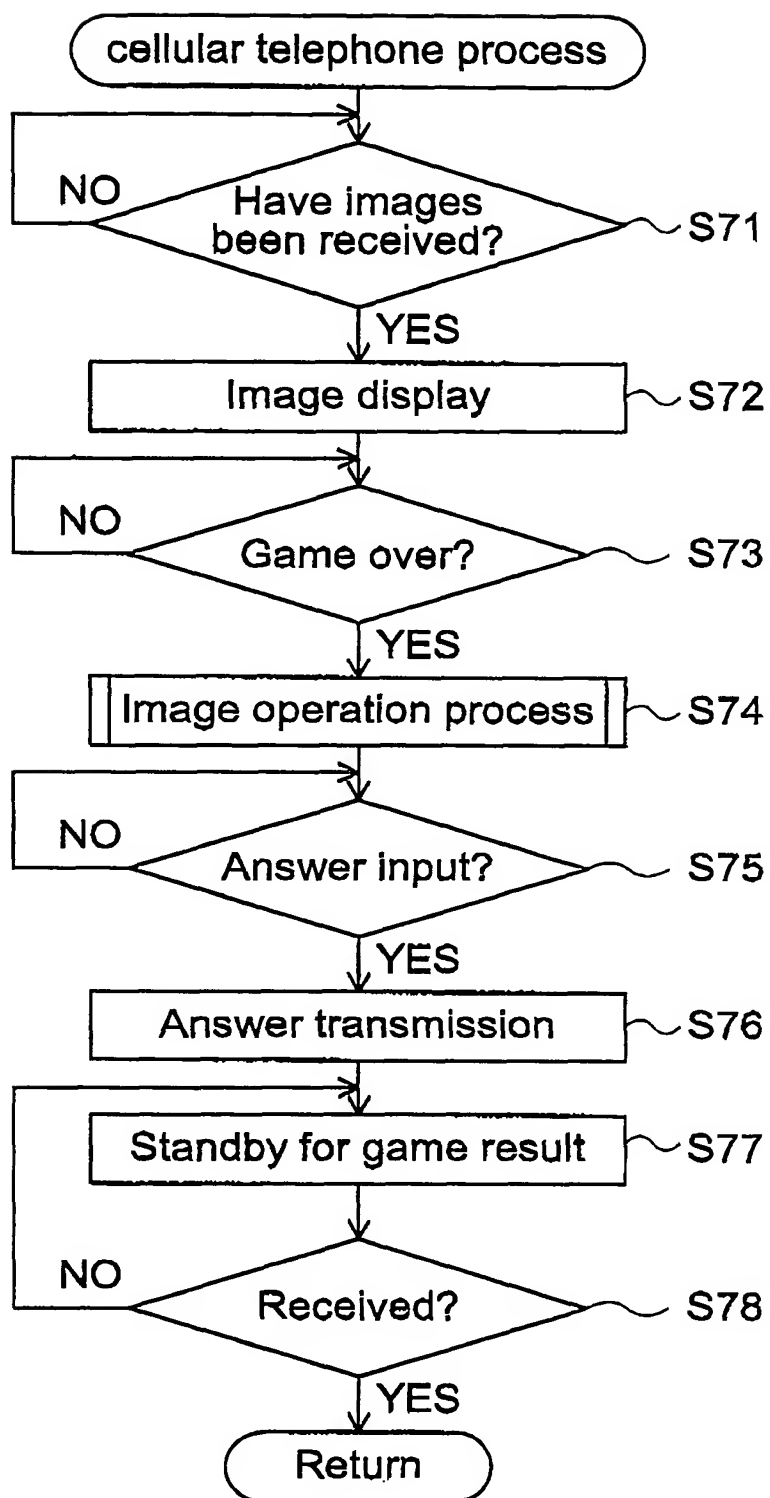 cellular telephone process
NO
Have images
been received?
S71
YES
Image display
S72
NO
Game over?
S73
YES
Image operation process
S74
NO
Answer input?
S75
YES
Answer transmission
S76
Standby for game result
S77
NO
Received?
S78
YES
Return